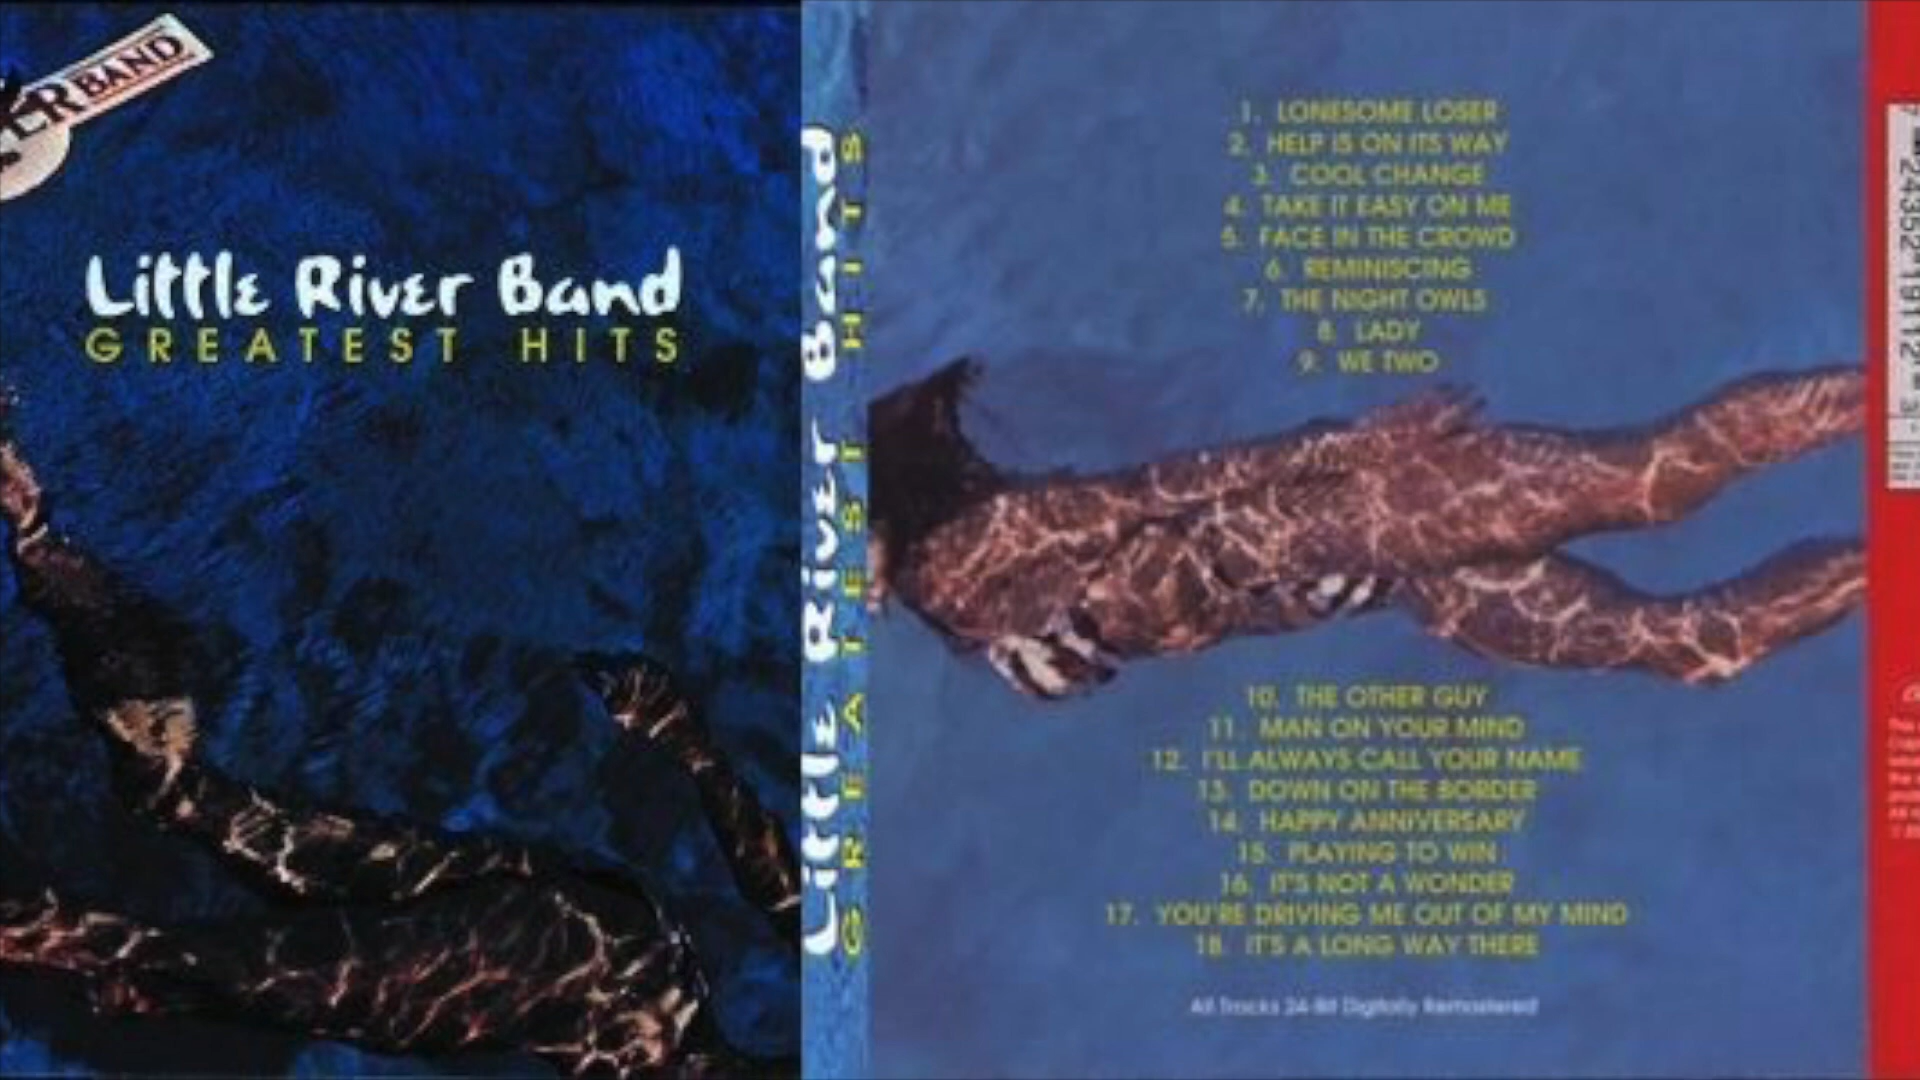 ER BAND
Little River Band
GREATEST HITS
Little River Band
GREATEST HITS
1. LONESOME LOSER
2. HELP IS ON ITS WAY
3. COOL CHANGE
4. TAKE IT EASY ON ME
5. FACE IN THE CROWD
6. REMINISCING
7. THE NIGHT OWLS
8. LADY
9. WE TWO
10. THE OTHER GUY
11. MAN ON YOUR MIND
12. I'LL ALWAYS CALL YOUR NAME
13. DOWN ON THE BORDER
14. HAPPY ANNIVERSARY
15. PLAYING TO WIN
16. IT'S NOT A WONDER
17. YOU'RE DRIVING ME OUT OF MY MIND
18. IT'S A LONG WAY THERE
All Tracks 24-Bit Digitally Remastered